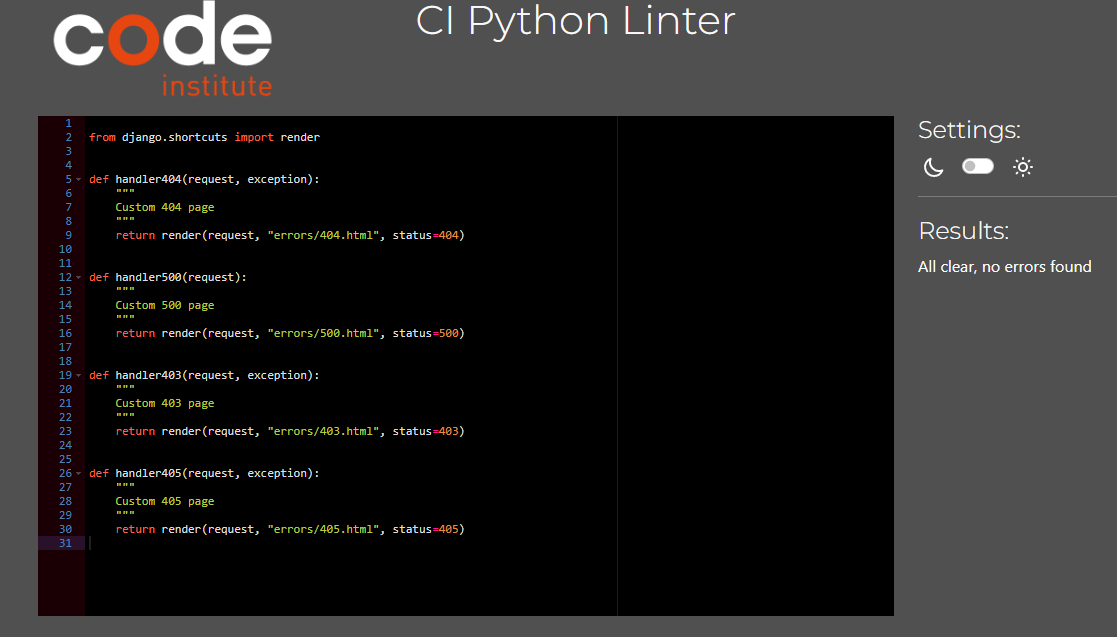 code
institute
CI Python Linter
1
2 from django.shortcuts import render
3
4
5 def handler404(request, exception):
6 """
7 Custom 404 page
8 """
9 return render(request, "errors/404.html", status=404)
10
11
12 def handler500(request):
13 """
14 Custom 500 page
15 """
16 return render(request, "errors/500.html", status=500)
17
18
19 def handler403(request, exception):
20 """
21 Custom 403 page
22 """
23 return render(request, "errors/403.html", status=403)
24
25
26 def handler405(request, exception):
27 """
28 Custom 405 page
29 """
30 return render(request, "errors/405.html", status=405)
31
Settings:
Results:
All clear, no errors found